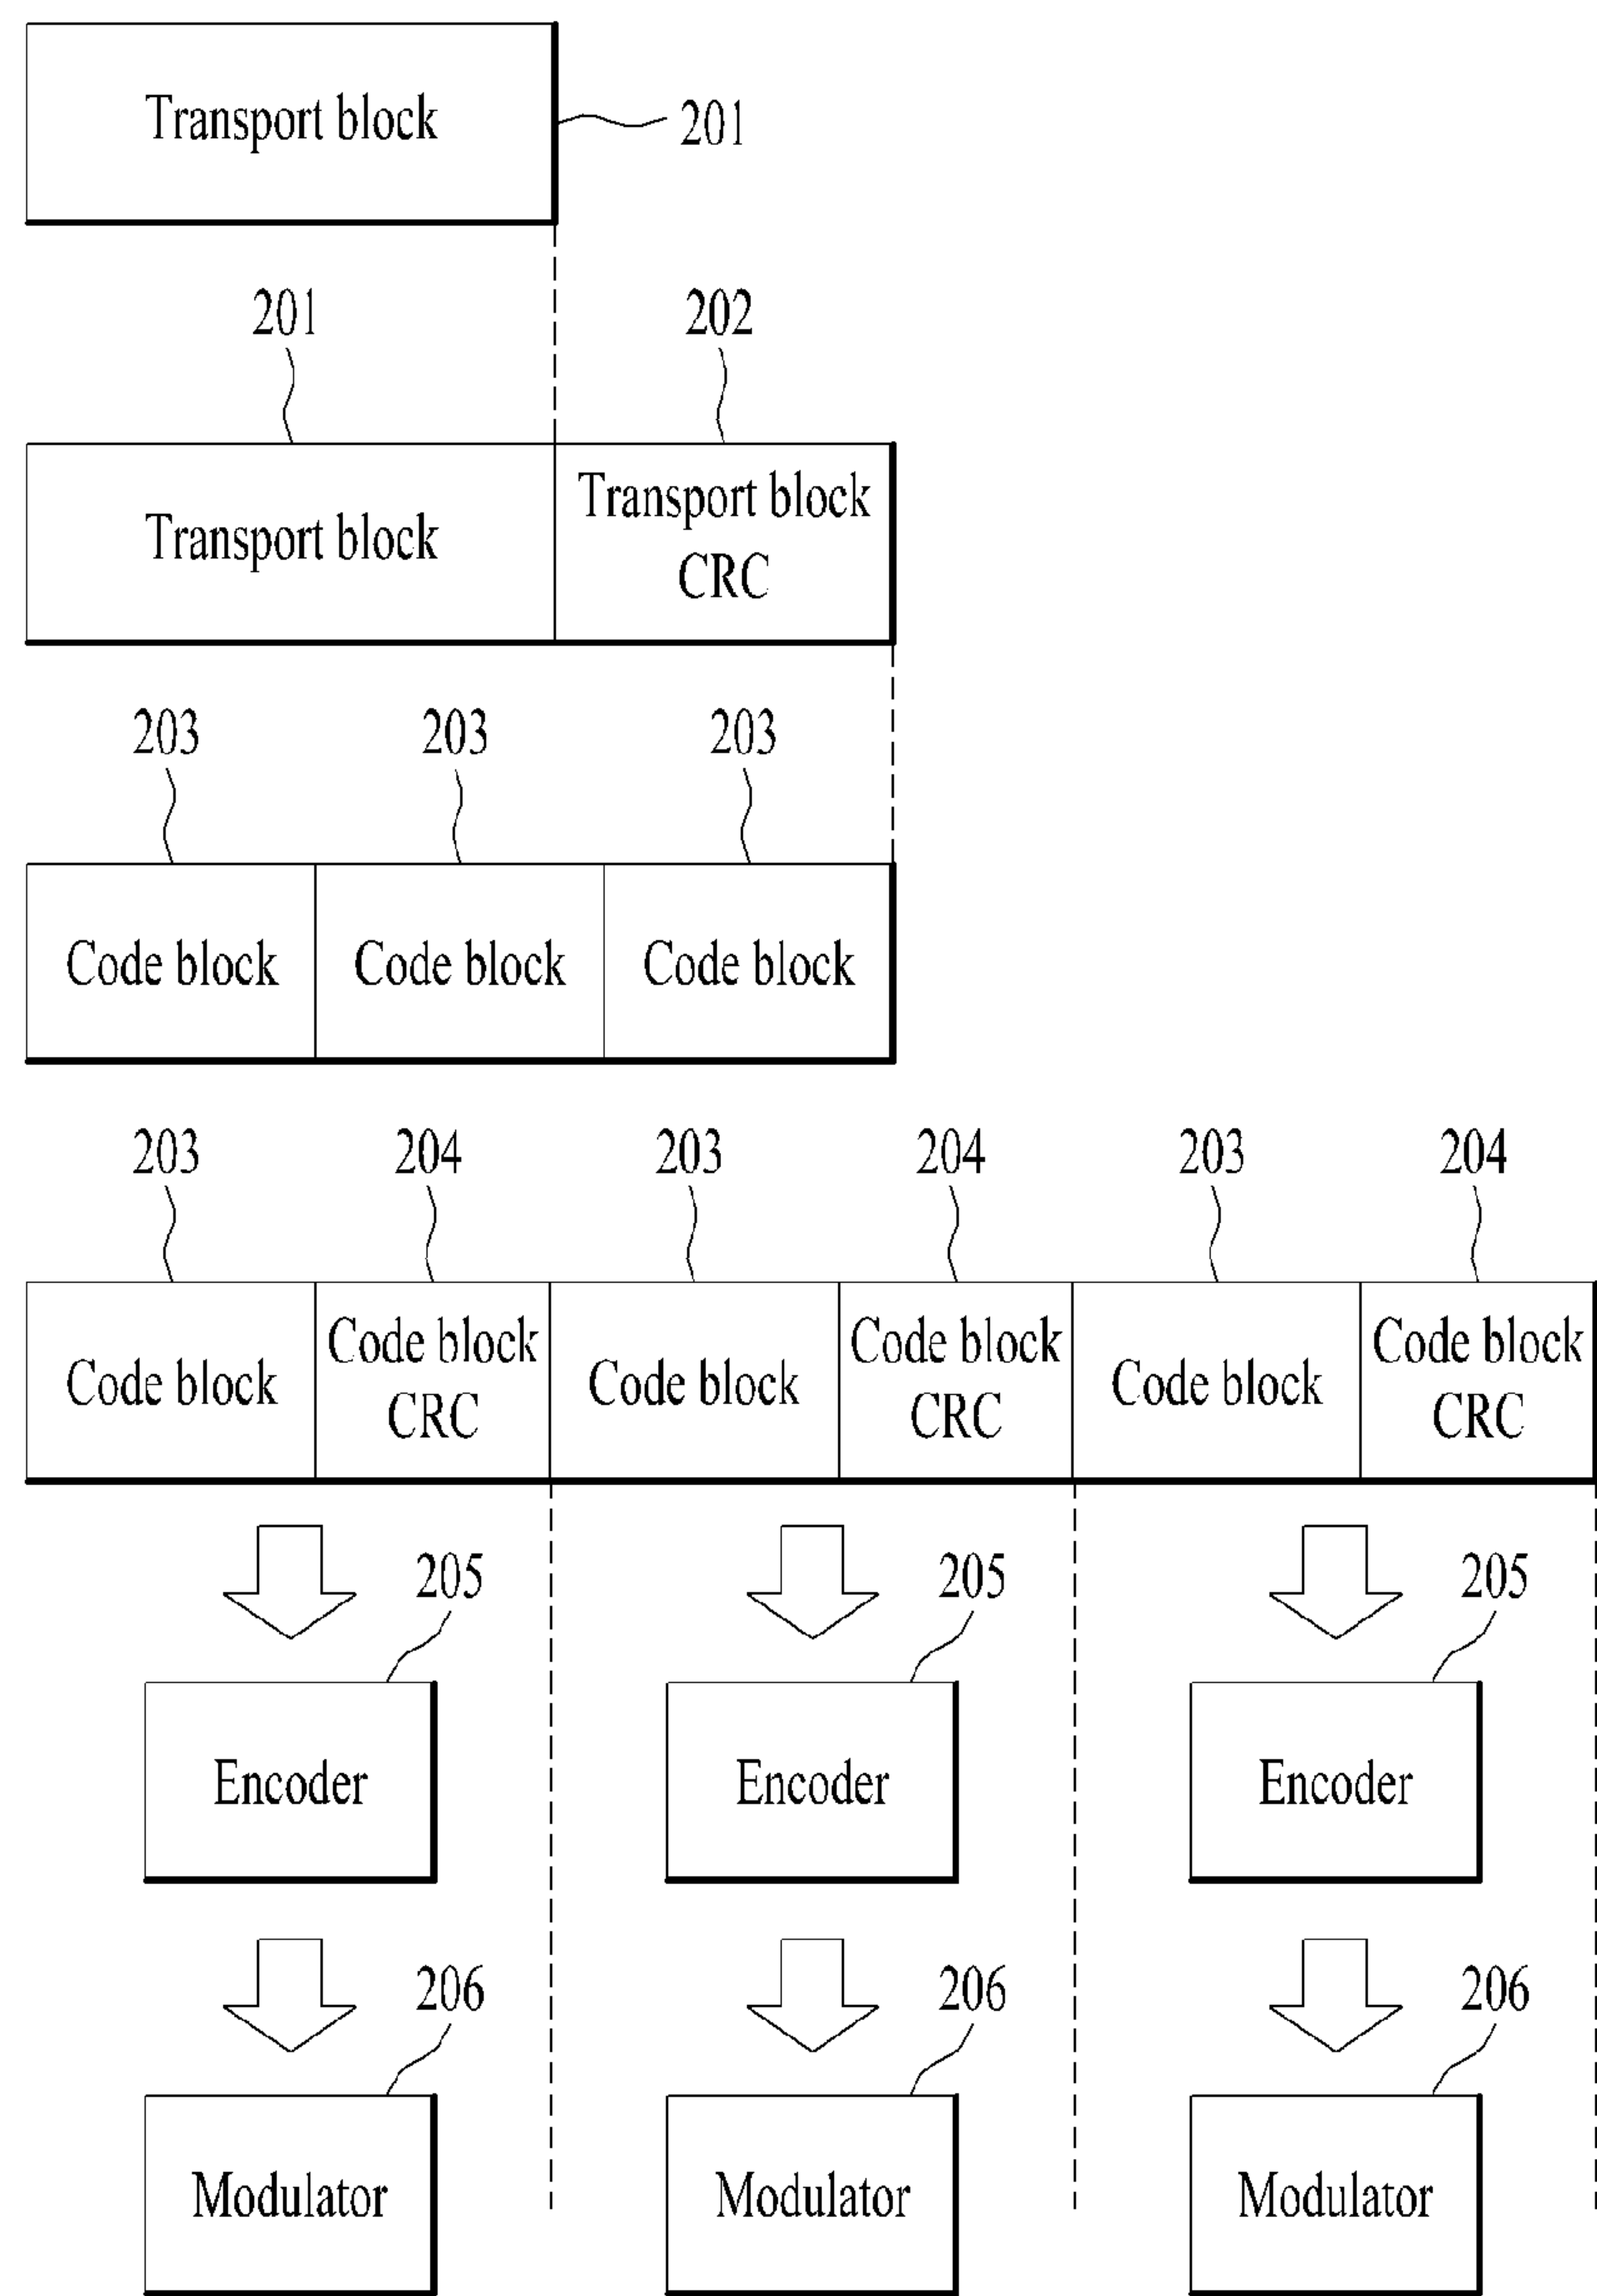 Transport block
201
201
202
Transport block
Transport block
CRC
203
203
203
Code block
Code block
Code block
203
204
203
204
203
204
Code block
Code block
CRC
Code block
Code block
CRC
Code block
Code block
CRC
205
205
205
Encoder
Encoder
Encoder
206
206
206
Modulator
Modulator
Modulator